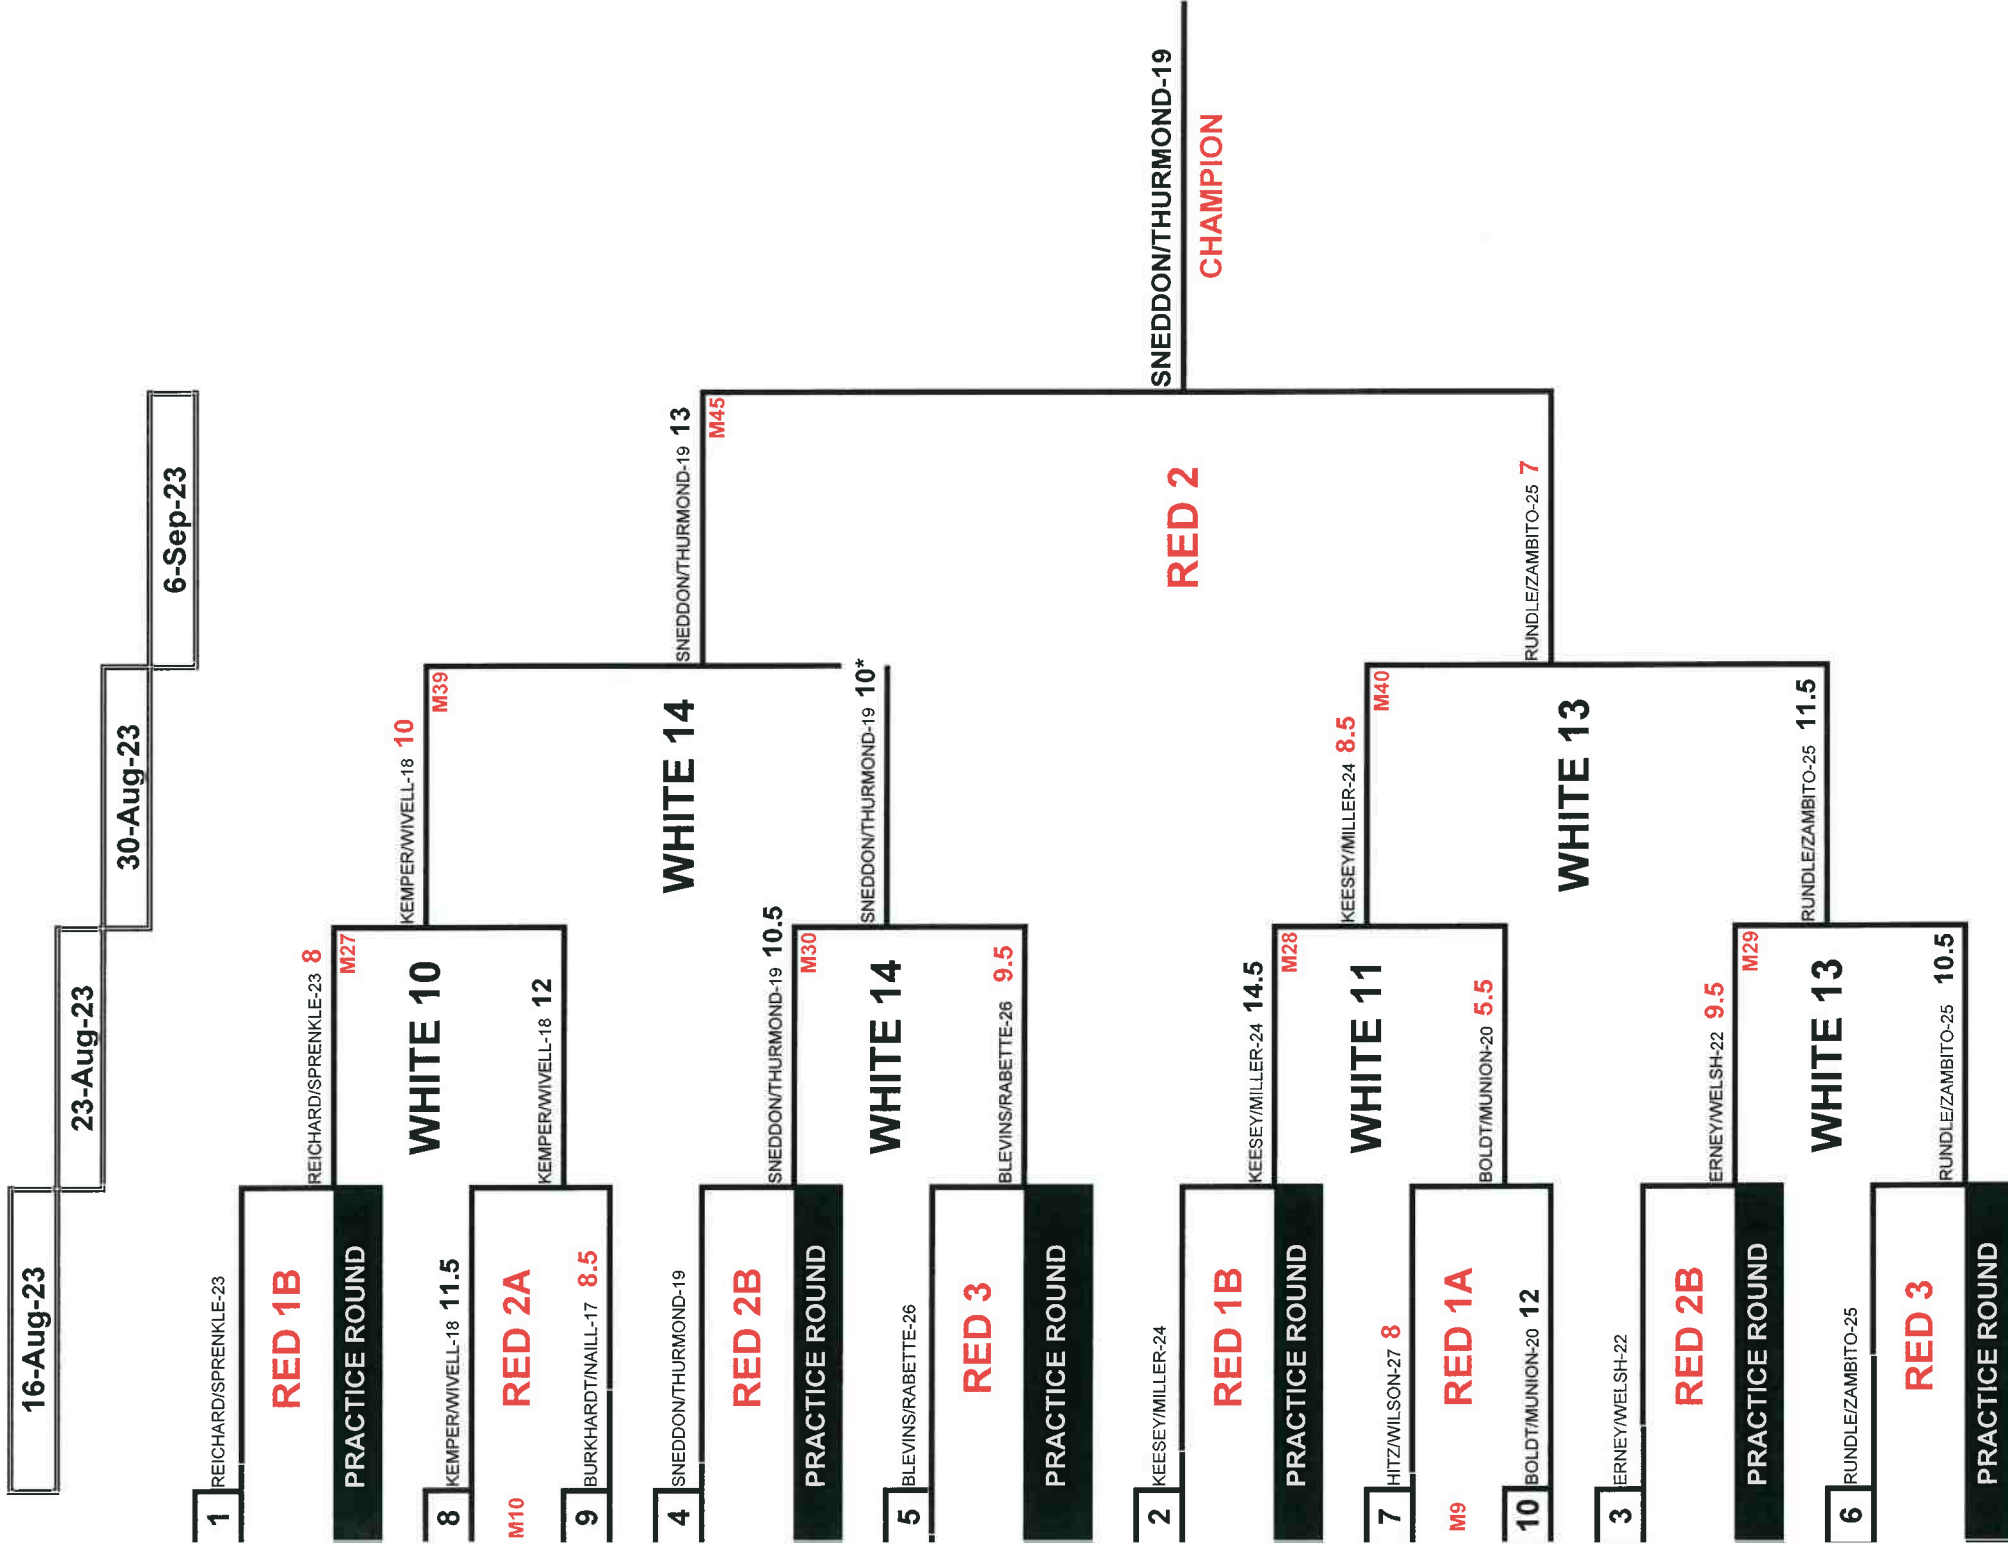 16-Aug-23
23-Aug-23
30-Aug-23
6-Sep-23
1 REICHARD/SPRENKLE-23
RED 1B
PRACTICE ROUND
REICHARD/SPRENKLE-23 8
M27
WHITE 10
8 KEMPER/WIVELL-18 11.5
M10 RED 2A
9 BURKHARDT/NAILL-17 8.5
KEMPER/WIVELL-18 12
KEMPER/WIVELL-18 10
M39
WHITE 14
4 SNEDDON/THURMOND-19
RED 2B
PRACTICE ROUND
SNEDDON/THURMOND-19 10.5
M30
WHITE 14
5 BLEVINS/RABETTE-26
RED 3
PRACTICE ROUND
BLEVINS/RABETTE-26 9.5
SNEDDON/THURMOND-19 10*
SNEDDON/THURMOND-19 13
M45
RED 2
SNEDDON/THURMOND-19
CHAMPION
2 KEESEY/MILLER-24
RED 1B
PRACTICE ROUND
KEESEY/MILLER-24 14.5
M28
WHITE 11
7 HITZ/WILSON-27 8
M9 RED 1A
10 BOLDT/MUNION-20 12
BOLDT/MUNION-20 5.5
KEESEY/MILLER-24 8.5
M40
WHITE 13
RUNDLE/ZAMBITO-25 7
3 ERNEY/WELSH-22
RED 2B
PRACTICE ROUND
ERNEY/WELSH-22 9.5
M29
WHITE 13
RUNDLE/ZAMBITO-25 11.5
6 RUNDLE/ZAMBITO-25
RED 3
PRACTICE ROUND
RUNDLE/ZAMBITO-25 10.5